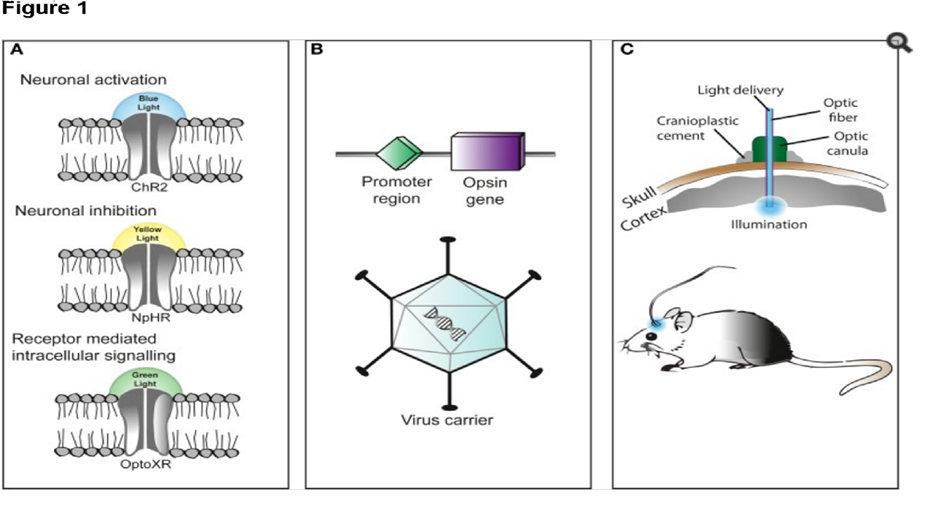 Figure 1
A
Neuronal activation
Blue
Light
ChR2
Neuronal inhibition
Yellow
Light
NpHR
Receptor mediated
intracellular signalling
Green
Light
OptoXR
B
Promoter
region
Opsin
gene
Virus carrier
C
Light delivery
Optic
fiber
Cranioplastic
cement
Optic
canula
Skull
Cortex
Illumination